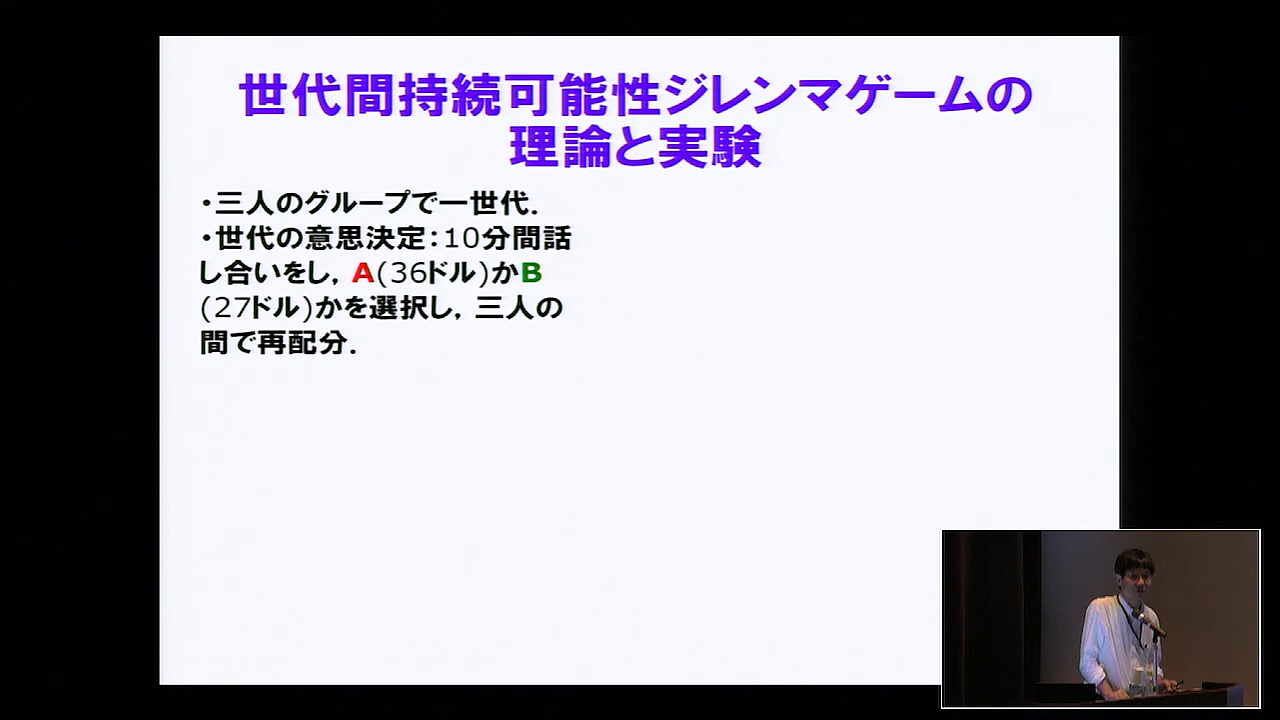 世代間持続可能性ジレンマゲームの
理論と実験
・三人のグループで一世代．
・世代の意思決定：10分間話
し合いをし，A(36ドル)かB
(27ドル)かを選択し，三人の
間で再配分．